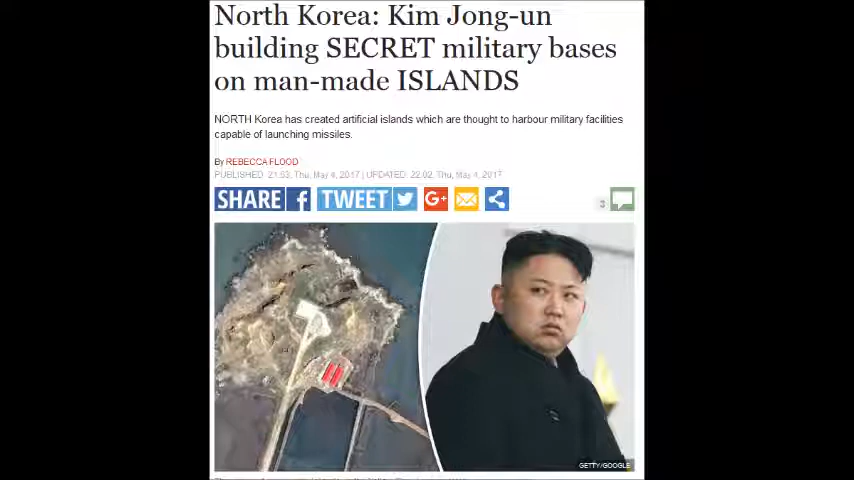 North Korea: Kim Jong-un
building SECRET military bases
on man-made ISLANDS
NORTH Korea has created artificial islands which are thought to harbour military facilities
capable of launching missiles.
By REBECCA FLOOD
PUBLISHED: 21:53, Thu, May 4, 2017 | UPDATED: 22:02, Thu, May 4, 2017
SHARE f TWEET G+ 3
GETTY/GOOGLE